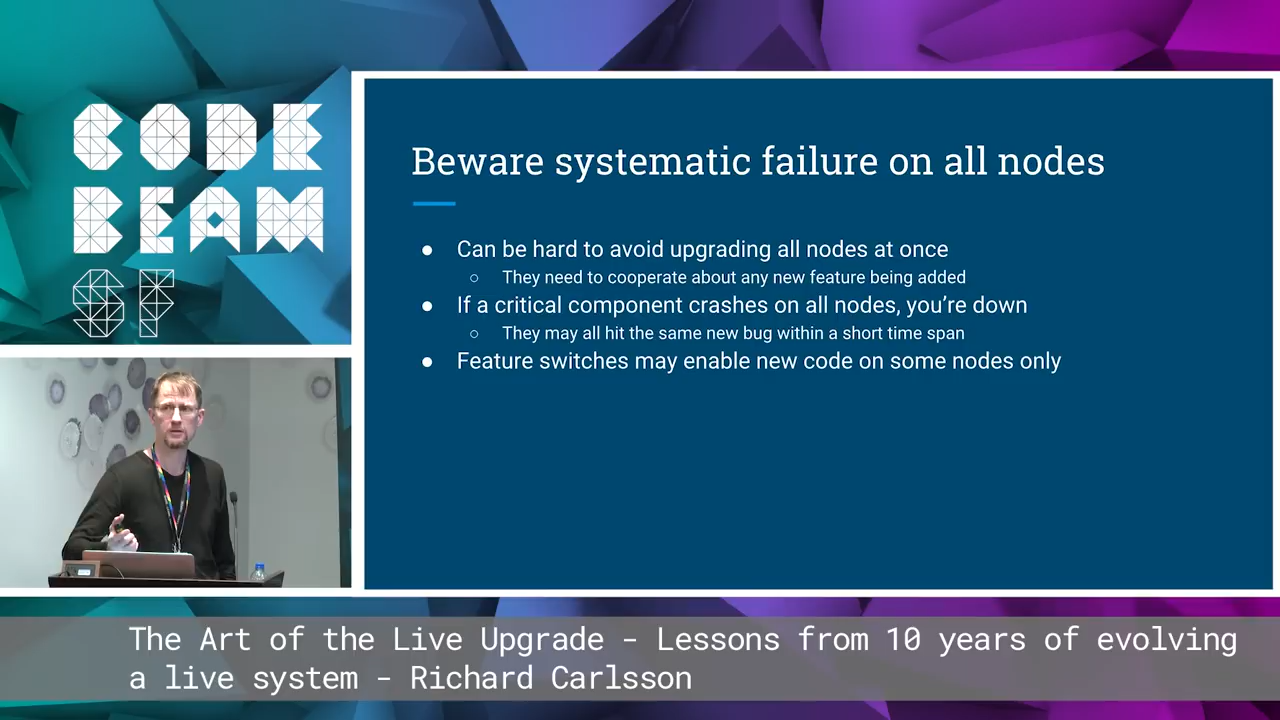 CODE
BEAM
SF
Beware systematic failure on all nodes
● Can be hard to avoid upgrading all nodes at once
○ They need to cooperate about any new feature being added
● If a critical component crashes on all nodes, you're down
○ They may all hit the same new bug within a short time span
● Feature switches may enable new code on some nodes only
The Art of the Live Upgrade - Lessons from 10 years of evolving
a live system - Richard Carlsson